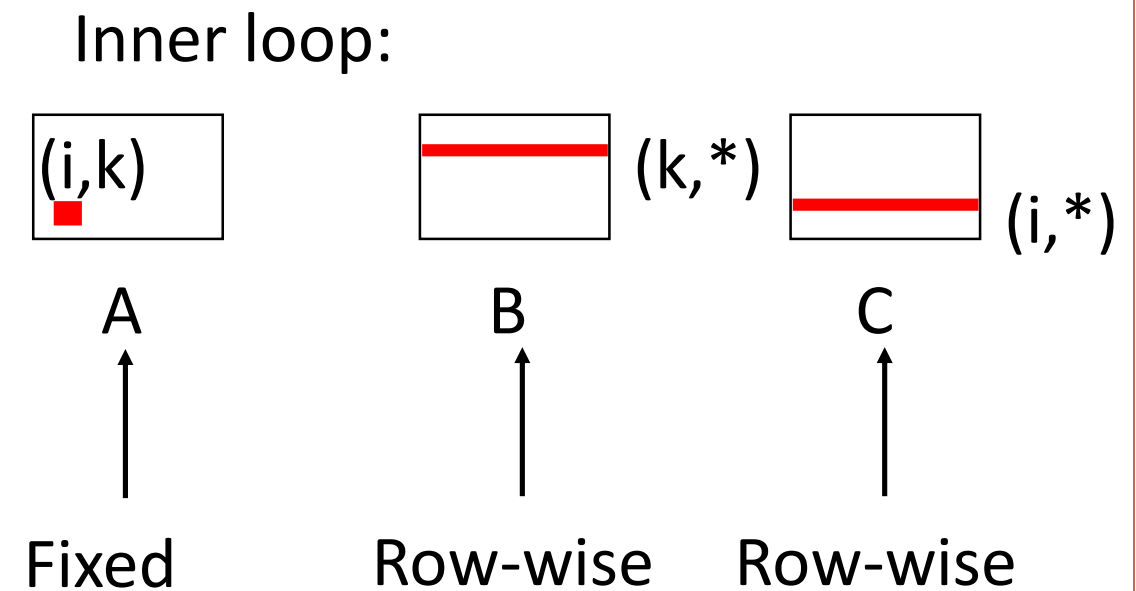 Inner loop:
(i,k)
(k,*)
(i,*)
A
B
C
Fixed
Row-wise
Row-wise